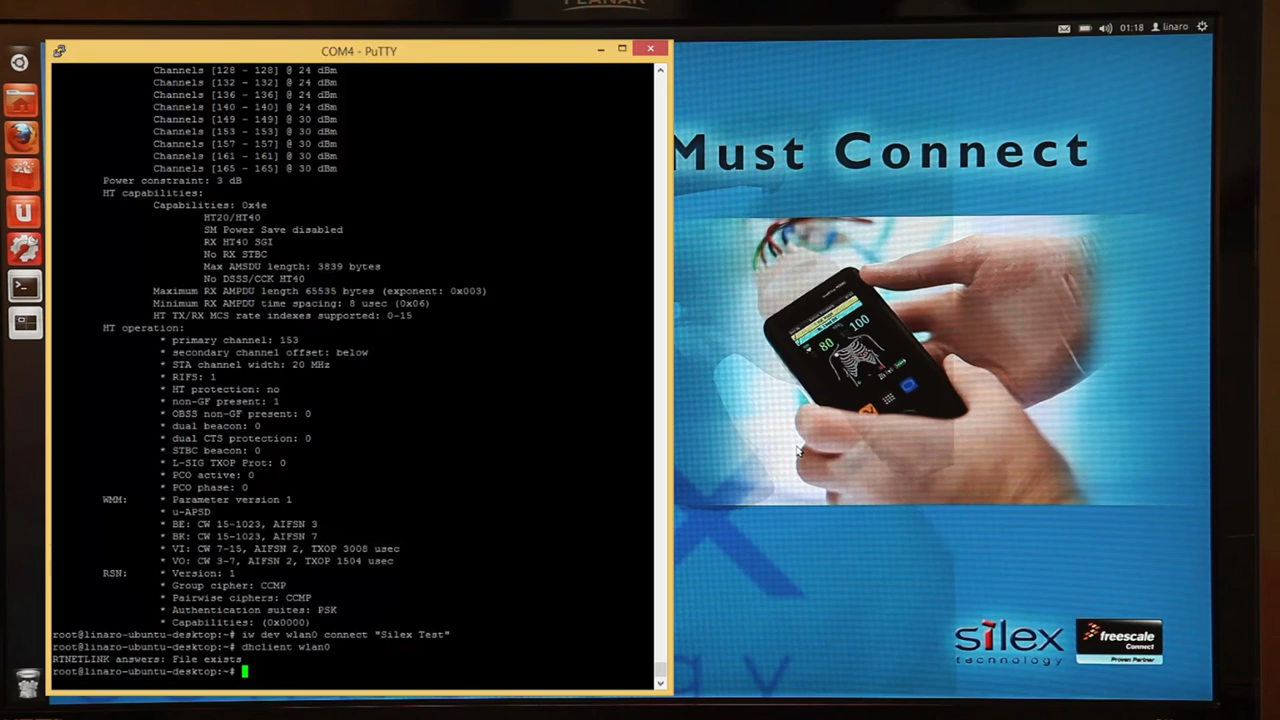 PLANAR
01:18 linaro
COM4 - PuTTY
Channels [128 - 128] @ 24 dBm
Channels [132 - 132] @ 24 dBm
Channels [136 - 136] @ 24 dBm
Channels [140 - 140] @ 24 dBm
Channels [149 - 149] @ 30 dBm
Channels [153 - 153] @ 30 dBm
Channels [157 - 157] @ 30 dBm
Channels [161 - 161] @ 30 dBm
Channels [165 - 165] @ 30 dBm
Power constraint: 3 dB
HT capabilities:
Capabilities: 0x4e
HT20/HT40
SM Power Save disabled
RX HT40 SGI
No RX STBC
Max AMSDU length: 3839 bytes
No DSSS/CCK HT40
Maximum RX AMPDU length 65535 bytes (exponent: 0x003)
Minimum RX AMPDU time spacing: 8 usec (0x06)
HT TX/RX MCS rate indexes supported: 0-15
HT operation:
* primary channel: 153
* secondary channel offset: below
* STA channel width: 20 MHz
* RIFS: 1
* HT protection: no
* non-GF present: 1
* OBSS non-GF present: 0
* dual beacon: 0
* dual CTS protection: 0
* STBC beacon: 0
* L-SIG TXOP Prot: 0
* PCO active: 0
* PCO phase: 0
WMM: * Parameter version 1
* u-APSD
* BE: CW 15-1023, AIFSN 3
* BK: CW 15-1023, AIFSN 7
* VI: CW 7-15, AIFSN 2, TXOP 3008 usec
* VO: CW 3-7, AIFSN 2, TXOP 1504 usec
RSN: * Version: 1
* Group cipher: CCMP
* Pairwise ciphers: CCMP
* Authentication suites: PSK
* Capabilities: (0x0000)
root@linaro-ubuntu-desktop:~# iw dev wlan0 connect "Silex Test"
root@linaro-ubuntu-desktop:~# dhclient wlan0
RTNETLINK answers: File exists
root@linaro-ubuntu-desktop:~#
Must Connect
80 100
silex
technology
freescale
Connect
Proven Partner